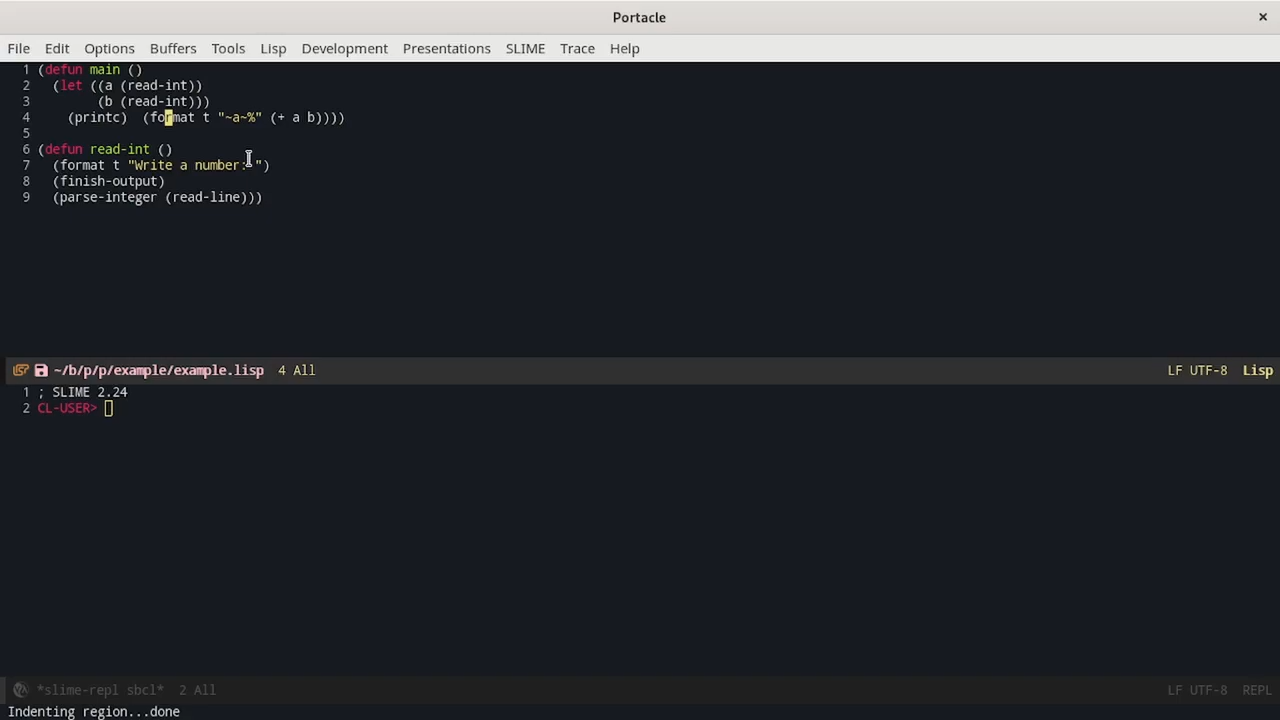 Portacle ×
File Edit Options Buffers Tools Lisp Development Presentations SLIME Trace Help
1 (defun main ()
2   (let ((a (read-int))
3         (b (read-int)))
4     (printc)  (format t "~a~%" (+ a b))))
5
6 (defun read-int ()
7   (format t "Write a number: ")
8   (finish-output)
9   (parse-integer (read-line)))
~/b/p/p/example/example.lisp 4 All LF UTF-8 Lisp
1 ; SLIME 2.24
2 CL-USER>
*slime-repl sbcl* 2 All LF UTF-8 REPL
Indenting region...done